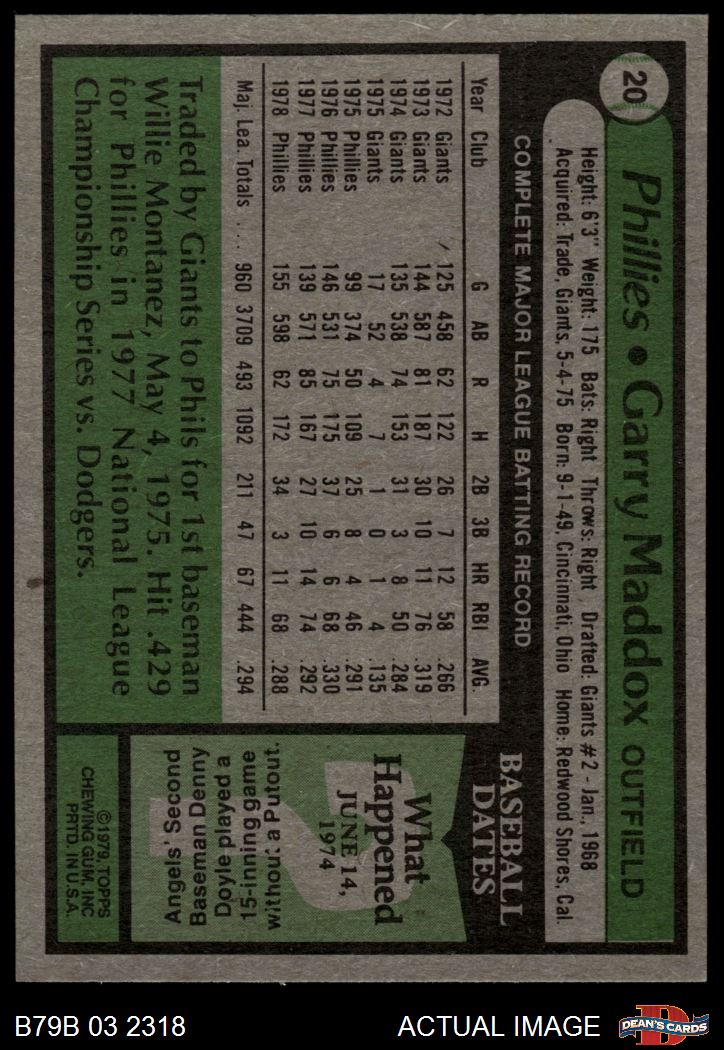 20
Phillies • Garry Maddox OUTFIELD
Height: 6'3" Weight: 175 Bats: Right Throws: Right Drafted: Giants #2 - Jan., 1968
Acquired: Trade, Giants, 5-4-75 Born: 9-1-49, Cincinnati, Ohio Home: Redwood Shores, Cal.
COMPLETE MAJOR LEAGUE BATTING RECORD
Year Club G AB R H 2B 3B HR RBI AVG.
1972 Giants 125 458 62 122 26 7 12 58 .266
1973 Giants 144 587 81 187 30 10 11 76 .319
1974 Giants 135 538 74 153 31 3 8 50 .284
1975 Giants 17 52 4 7 1 0 1 4 .135
1975 Phillies 99 374 50 109 25 8 4 46 .291
1976 Phillies 146 531 75 175 37 6 6 68 .330
1977 Phillies 139 571 85 167 27 10 14 74 .292
1978 Phillies 155 598 62 172 34 3 11 68 .288
Maj. Lea. Totals . . . 960 3709 493 1092 211 47 67 444 .294
Traded by Giants to Phils for 1st baseman
Willie Montanez, May 4, 1975. Hit .429
for Phillies in 1977 National League
Championship Series vs. Dodgers.
BASEBALL
DATES
What
Happened
JUNE 14,
1974
Angels' Second
Baseman Denny
Doyle played a
15-inning game
without a Putout.
©1979, TOPPS
CHEWING GUM, INC
PRTD. IN U.S.A.
B79B 03 2318
ACTUAL IMAGE
D
DEAN'S CARDS